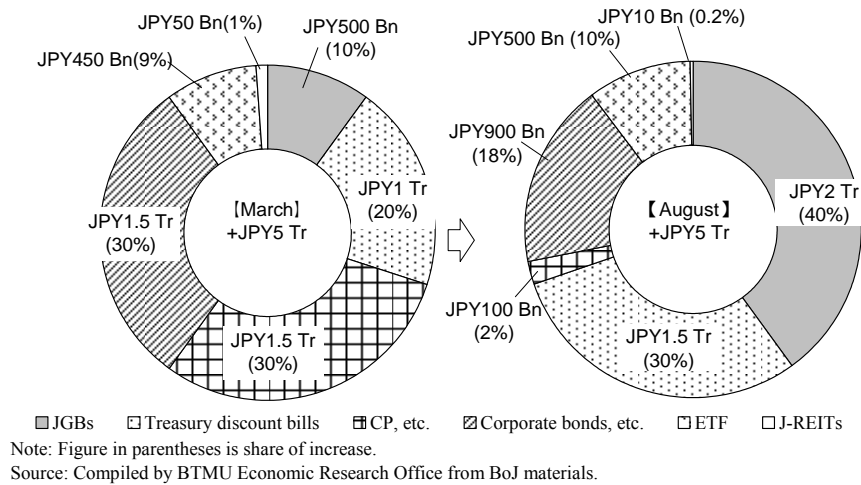 JPY50 Bn(1%)
JPY500 Bn
(10%)
JPY450 Bn(9%)
JPY1 Tr
(20%)
JPY1.5 Tr
(30%)
JPY1.5 Tr
(30%)
【March】
+JPY5 Tr
JPY10 Bn (0.2%)
JPY500 Bn (10%)
JPY900 Bn
(18%)
JPY2 Tr
(40%)
JPY100 Bn
(2%)
JPY1.5 Tr
(30%)
【August】
+JPY5 Tr
JGBs Treasury discount bills CP, etc. Corporate bonds, etc. ETF J-REITs
Note: Figure in parentheses is share of increase.
Source: Compiled by BTMU Economic Research Office from BoJ materials.